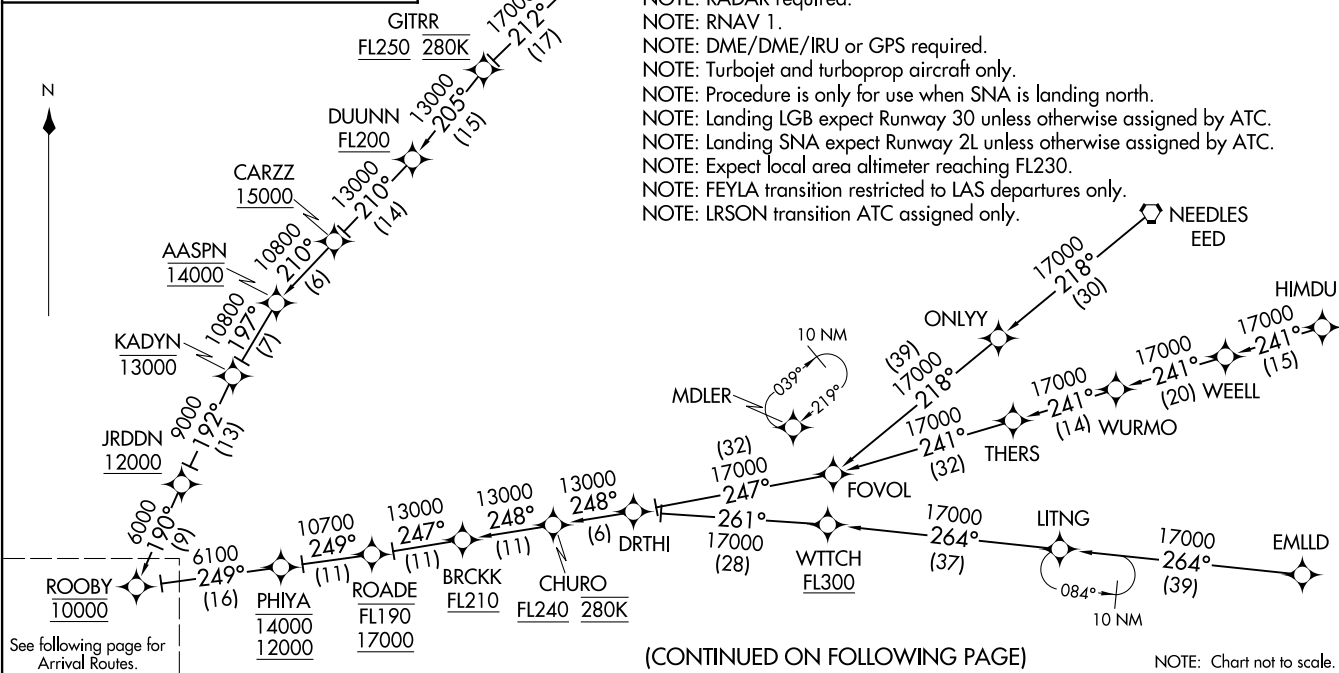 NOTE: RADAR required.
NOTE: RNAV 1.
NOTE: DME/DME/IRU or GPS required.
NOTE: Turbojet and turboprop aircraft only.
NOTE: Procedure is only for use when SNA is landing north.
NOTE: Landing LGB expect Runway 30 unless otherwise assigned by ATC.
NOTE: Landing SNA expect Runway 2L unless otherwise assigned by ATC.
NOTE: Expect local area altimeter reaching FL230.
NOTE: FEYLA transition restricted to LAS departures only.
NOTE: LRSON transition ATC assigned only.
N
17000
212°
(17)
GITRR
FL250 280K
13000
205°
(15)
DUUNN
FL200
13000
210°
(14)
CARZZ
15000
10800
210°
(6)
AASPN
14000
10800
197°
(7)
KADYN
13000
9000
192°
(13)
JRDDN
12000
6000
190°
(9)
ROOBY
10000
See following page for
Arrival Routes.
6100
249°
(16)
PHIYA
14000
12000
10700
249°
(11)
ROADE
FL190
17000
13000
247°
(11)
BRCKK
FL210
13000
248°
(11)
CHURO
FL240 280K
13000
248°
(6)
DRTHI
(32)
17000
247°
FOVOL
261°
17000
(28)
WTTCH
FL300
17000
264°
(37)
LITNG
084°
10 NM
17000
264°
(39)
EMLLD
MDLER
10 NM
039°
219°
NEEDLES
EED
17000
218°
(30)
ONLYY
(39)
17000
218°
17000
241°
(32)
THERS
17000
241°
(14)
WURMO
17000
241°
(20)
WEELL
17000
241°
(15)
HIMDU
(CONTINUED ON FOLLOWING PAGE)
NOTE: Chart not to scale.